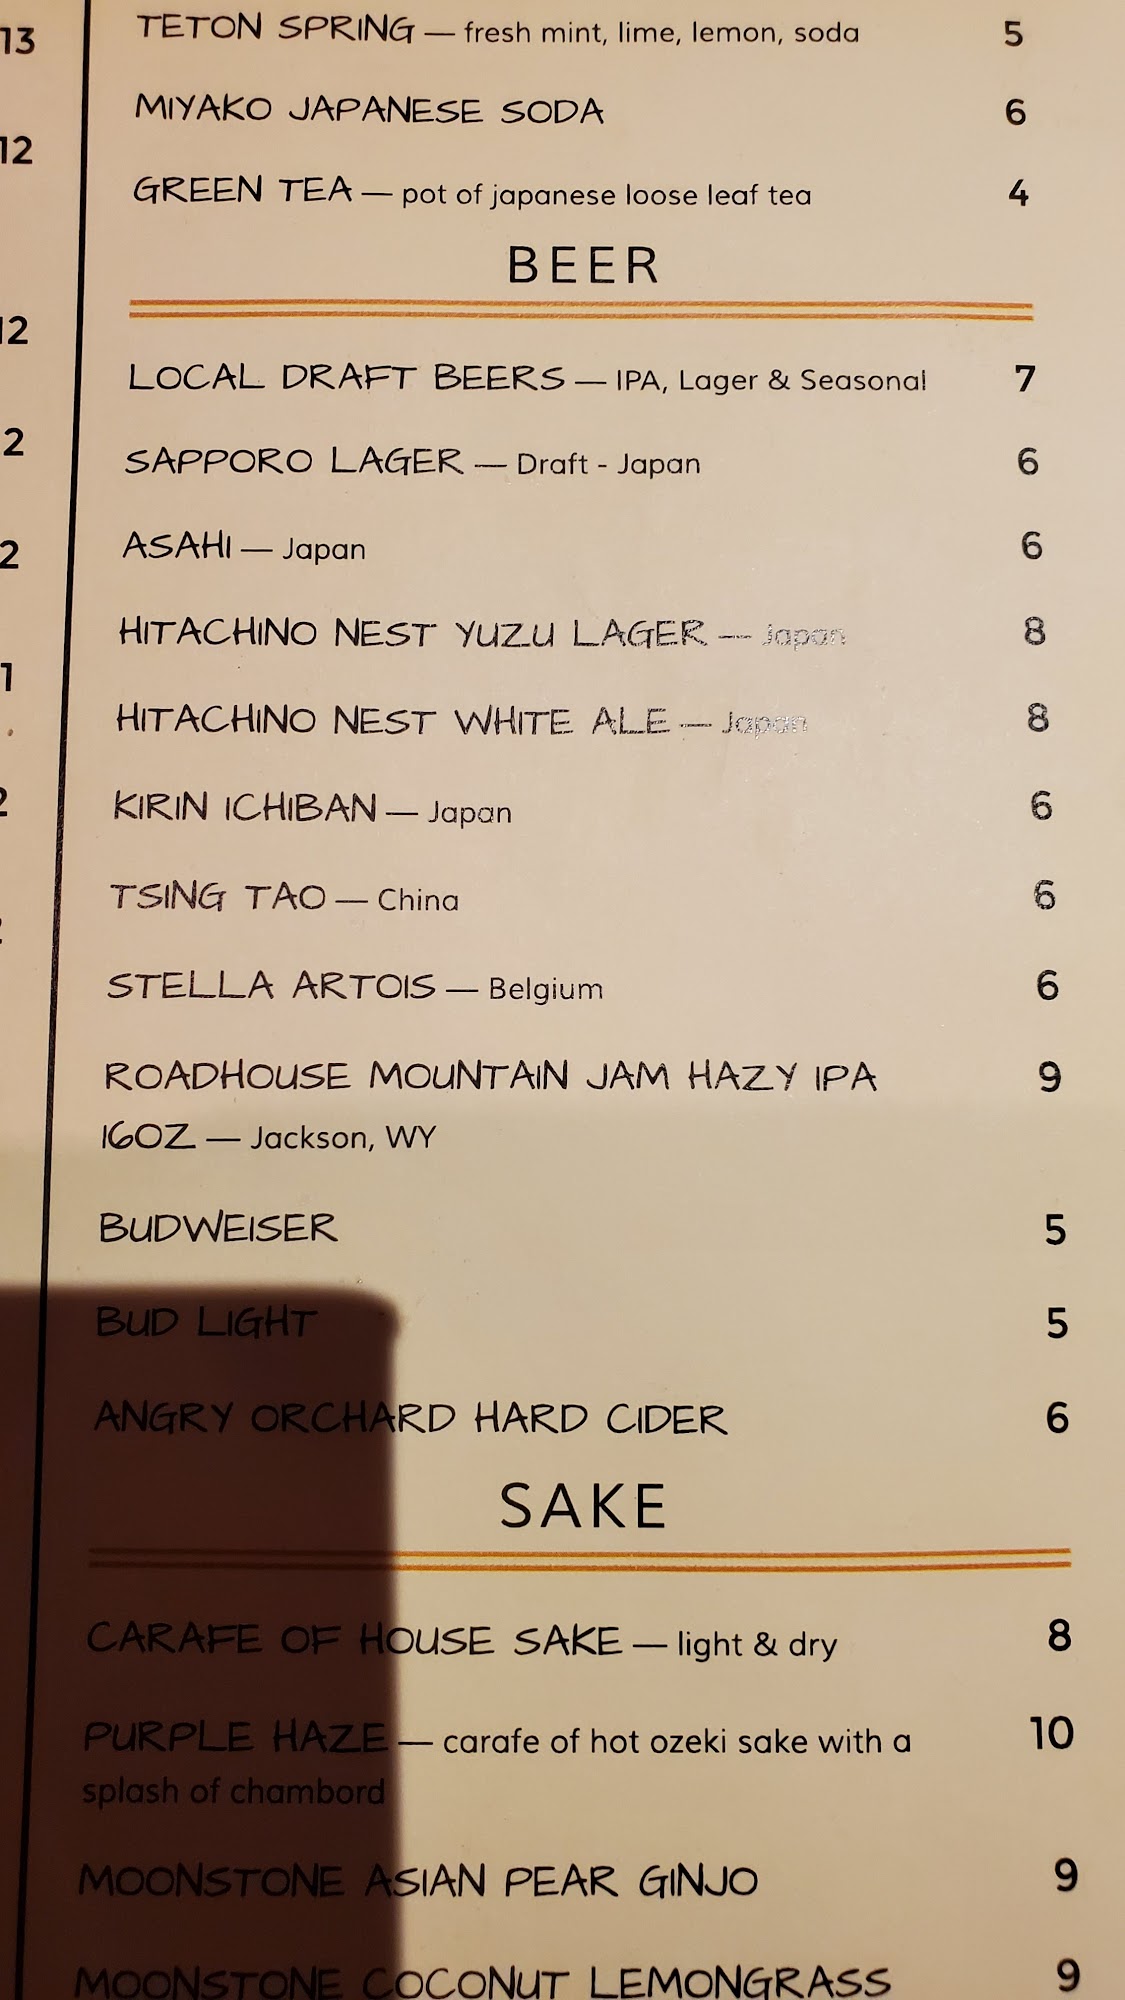 13
TETON SPRING — fresh mint, lime, lemon, soda 5
MIYAKO JAPANESE SODA 6
12
GREEN TEA — pot of japanese loose leaf tea 4
BEER
12
LOCAL DRAFT BEERS — IPA, Lager & Seasonal 7
2
SAPPORO LAGER — Draft - Japan 6
2
ASAHI — Japan 6
HITACHINO NEST YUZU LAGER — Japan 8
1
HITACHINO NEST WHITE ALE — Japan 8
2
KIRIN ICHIBAN — Japan 6
TSING TAO — China 6
STELLA ARTOIS — Belgium 6
ROADHOUSE MOUNTAIN JAM HAZY IPA 9
16OZ — Jackson, WY
BUDWEISER 5
BUD LIGHT 5
ANGRY ORCHARD HARD CIDER 6
SAKE
CARAFE OF HOUSE SAKE — light & dry 8
PURPLE HAZE — carafe of hot ozeki sake with a 10
splash of chambord
MOONSTONE ASIAN PEAR GINJO 9
MOONSTONE COCONUT LEMONGRASS 9